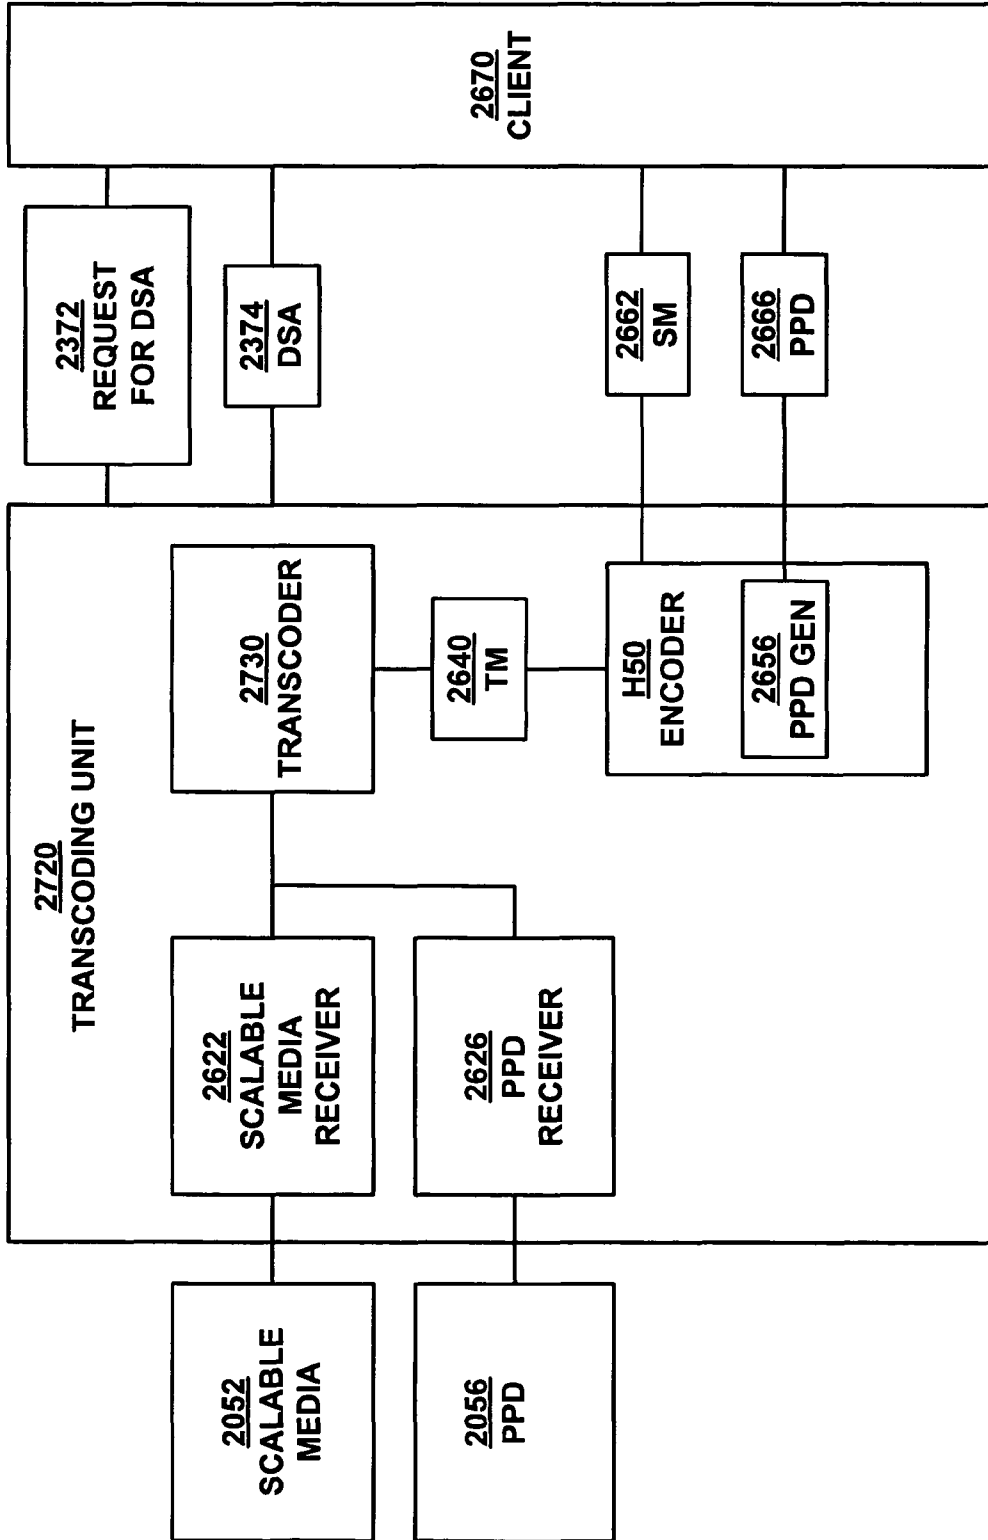 2720
TRANSCODING UNIT
2052
SCALABLE
MEDIA
2622
SCALABLE
MEDIA
RECEIVER
2730
TRANSCODER
2372
REQUEST
FOR DSA
2374
DSA
2670
CLIENT
2056
PPD
2626
PPD
RECEIVER
2640
TM
H50
ENCODER
2656
PPD GEN
2662
SM
2666
PPD